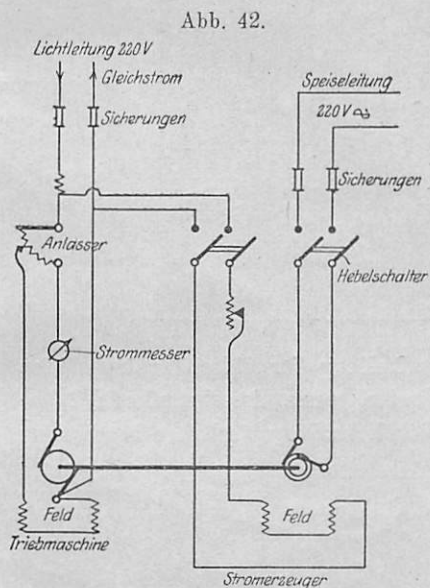 Abb. 42.
Lichtleitung 220 V
Gleichstrom
Speiseleitung
Sicherungen
220 V
Sicherungen
Anlasser
Hebelschalter
Strommesser
Feld
Feld
Triebmaschine
Stromerzeuger